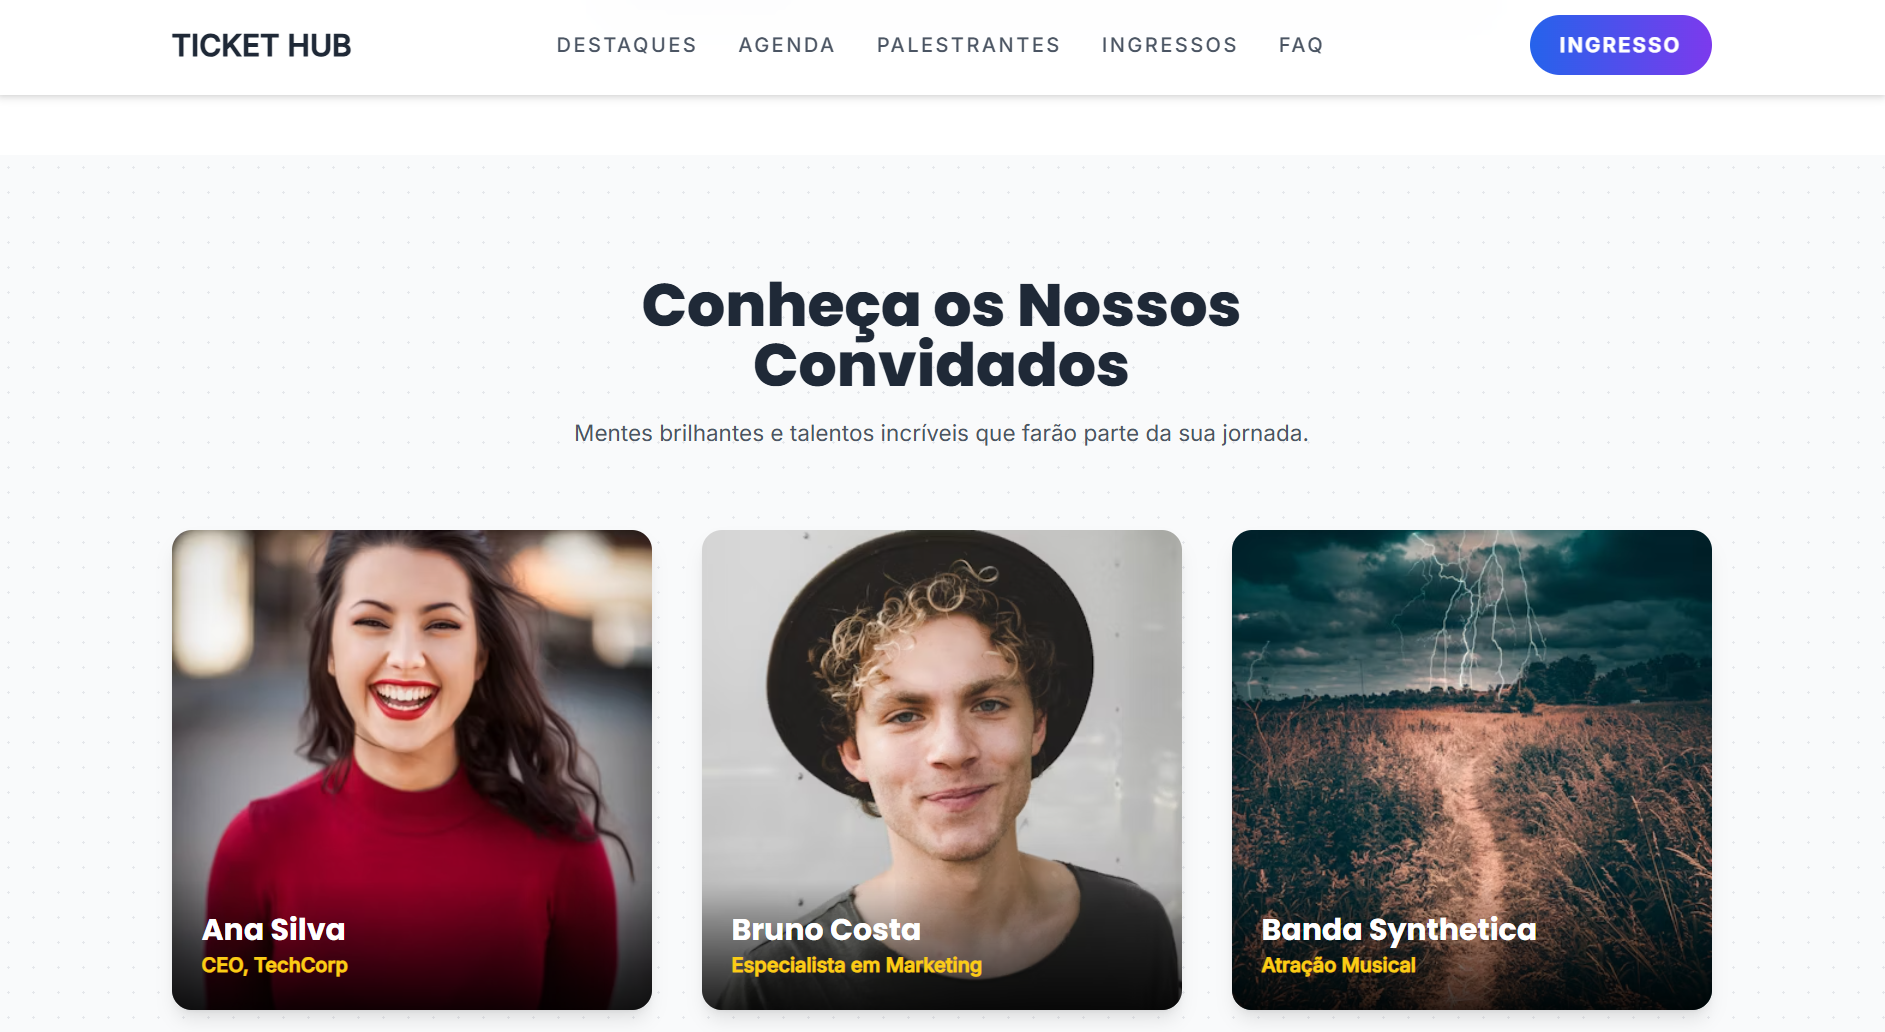 TICKET HUB
DESTAQUES
AGENDA
PALESTRANTES
INGRESSOS
FAQ
INGRESSO
Conheça os Nossos
Convidados
Mentes brilhantes e talentos incríveis que farão parte da sua jornada.
Ana Silva
CEO, TechCorp
Bruno Costa
Especialista em Marketing
Banda Synthetica
Atração Musical